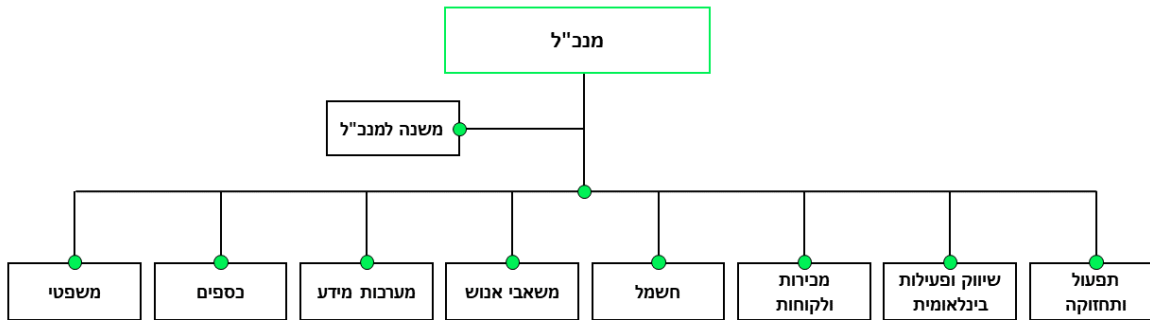 מנכ"ל
משנה למנכ"ל
תפעול
ותחזוקה
שיווק ופעילות
בינלאומית
מכירות
ולקוחות
חשמל
משאבי אנוש
מערכות מידע
כספים
משפטי